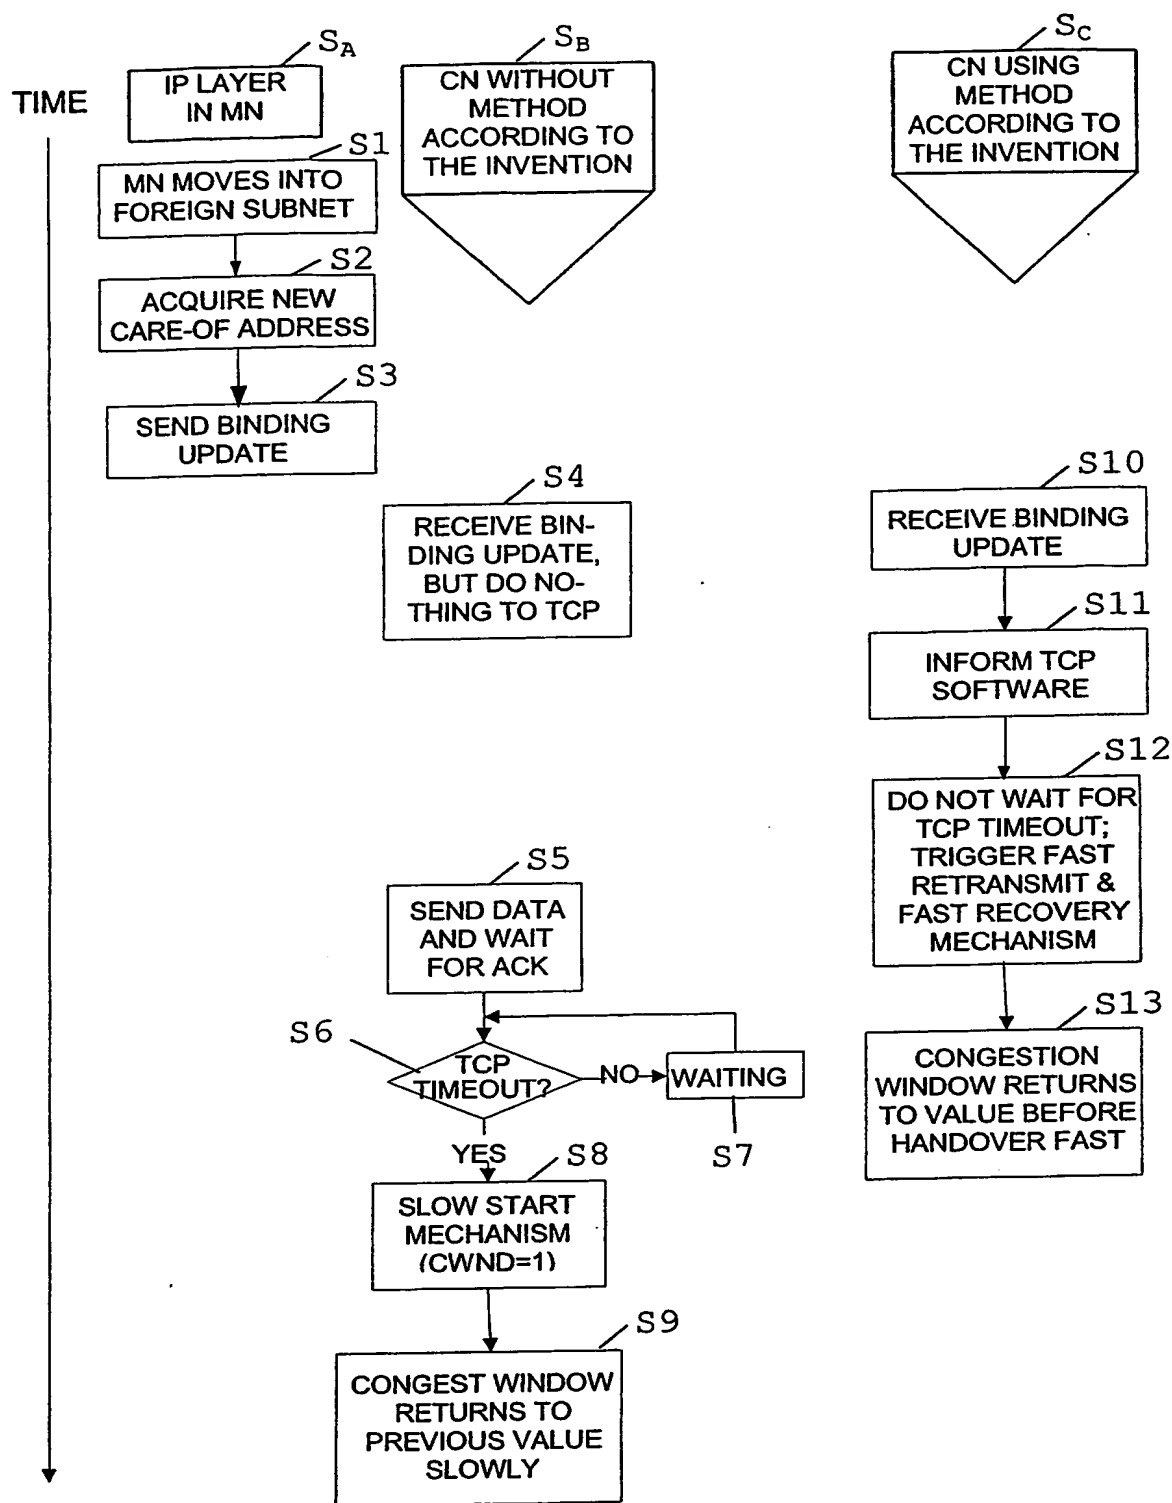 TIME
S_A
IP LAYER
IN MN
S1
MN MOVES INTO
FOREIGN SUBNET
S2
ACQUIRE NEW
CARE-OF ADDRESS
S3
SEND BINDING
UPDATE
S_B
CN WITHOUT
METHOD
ACCORDING TO
THE INVENTION
S4
RECEIVE BIN-
DING UPDATE,
BUT DO NO-
THING TO TCP
S5
SEND DATA
AND WAIT
FOR ACK
S6
TCP
TIMEOUT?
NO
WAITING
S7
YES
S8
SLOW START
MECHANISM
(CWND=1)
S9
CONGEST WINDOW
RETURNS TO
PREVIOUS VALUE
SLOWLY
S_C
CN USING
METHOD
ACCORDING TO
THE INVENTION
S10
RECEIVE BINDING
UPDATE
S11
INFORM TCP
SOFTWARE
S12
DO NOT WAIT FOR
TCP TIMEOUT;
TRIGGER FAST
RETRANSMIT &
FAST RECOVERY
MECHANISM
S13
CONGESTION
WINDOW RETURNS
TO VALUE BEFORE
HANDOVER FAST